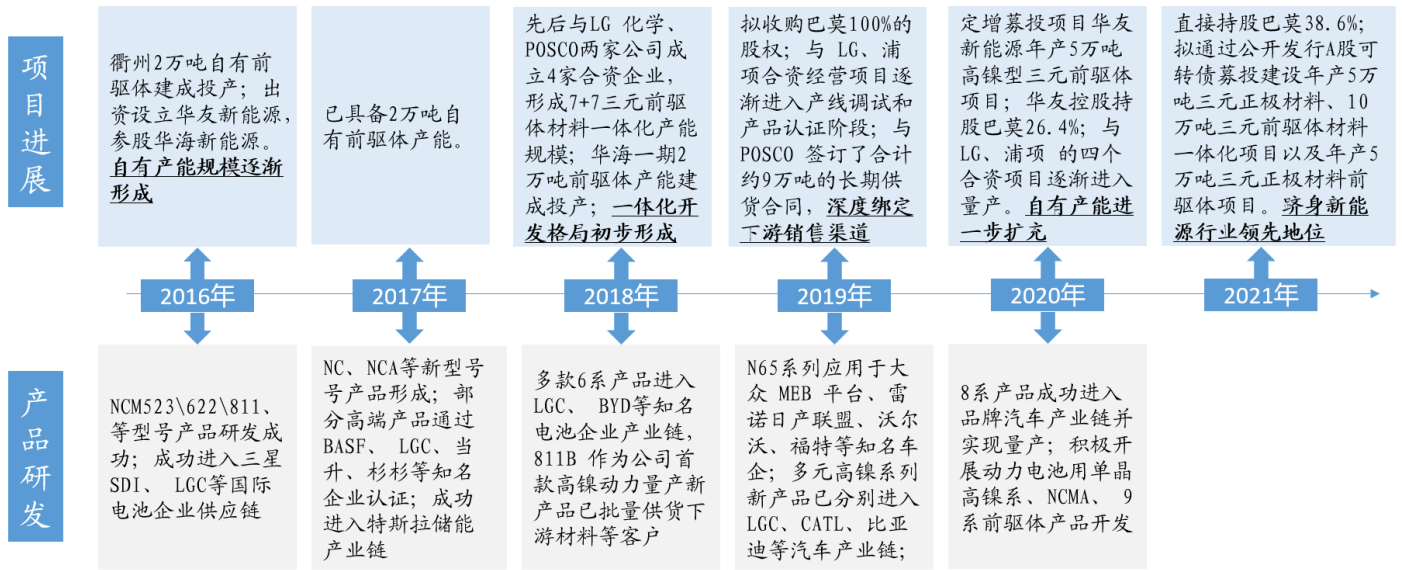 项目进展
衢州2万吨自有前
驱体建成投产；出
资设立华友新能源，
参股华海新能源。
自有产能规模逐渐
形成
已具备2万吨自
有前驱体产能。
先后与LG 化学、
POSCO两家公司成
立4家合资企业，
形成7+7三元前驱
体材料一体化产能
规模；华海一期2
万吨前驱体产能建
成投产；一体化开
发格局初步形成
拟收购巴莫100%的
股权；与 LG、浦
项合资经营项目逐
渐进入产线调试和
产品认证阶段；与
POSCO 签订了合计
约9万吨的长期供
货合同，深度绑定
下游销售渠道
定增募投项目华友
新能源年产5万吨
高镍型三元前驱体
项目；华友控股持
股巴莫26.4%；与
LG、浦项 的四个
合资项目逐渐进入
量产。自有产能进
一步扩充
直接持股巴莫38.6%；
拟通过公开发行A股可
转债募投建设年产5万
吨三元正极材料、10
万吨三元前驱体材料
一体化项目以及年产5
万吨三元正极材料前
驱体项目。跻身新能
源行业领先地位
2016年
2017年
2018年
2019年
2020年
2021年
产品研发
NCM523\622\811、
等型号产品研发成
功；成功进入三星
SDI、 LGC等国际
电池企业供应链
NC、NCA等新型号
号产品形成；部
分高端产品通过
BASF、 LGC、当
升、杉杉等知名
企业认证；成功
进入特斯拉储能
产业链
多款6系产品进入
LGC、 BYD等知名
电池企业产业链，
811B 作为公司首
款高镍动力量产新
产品已批量供货下
游材料等客户
N65系列应用于大
众 MEB 平台、雷
诺日产联盟、沃尔
沃、福特等知名车
企；多元高镍系列
新产品已分别进入
LGC、CATL、比亚
迪等汽车产业链；
8系产品成功进入
品牌汽车产业链并
实现量产；积极开
展动力电池用单晶
高镍系、NCMA、 9
系前驱体产品开发